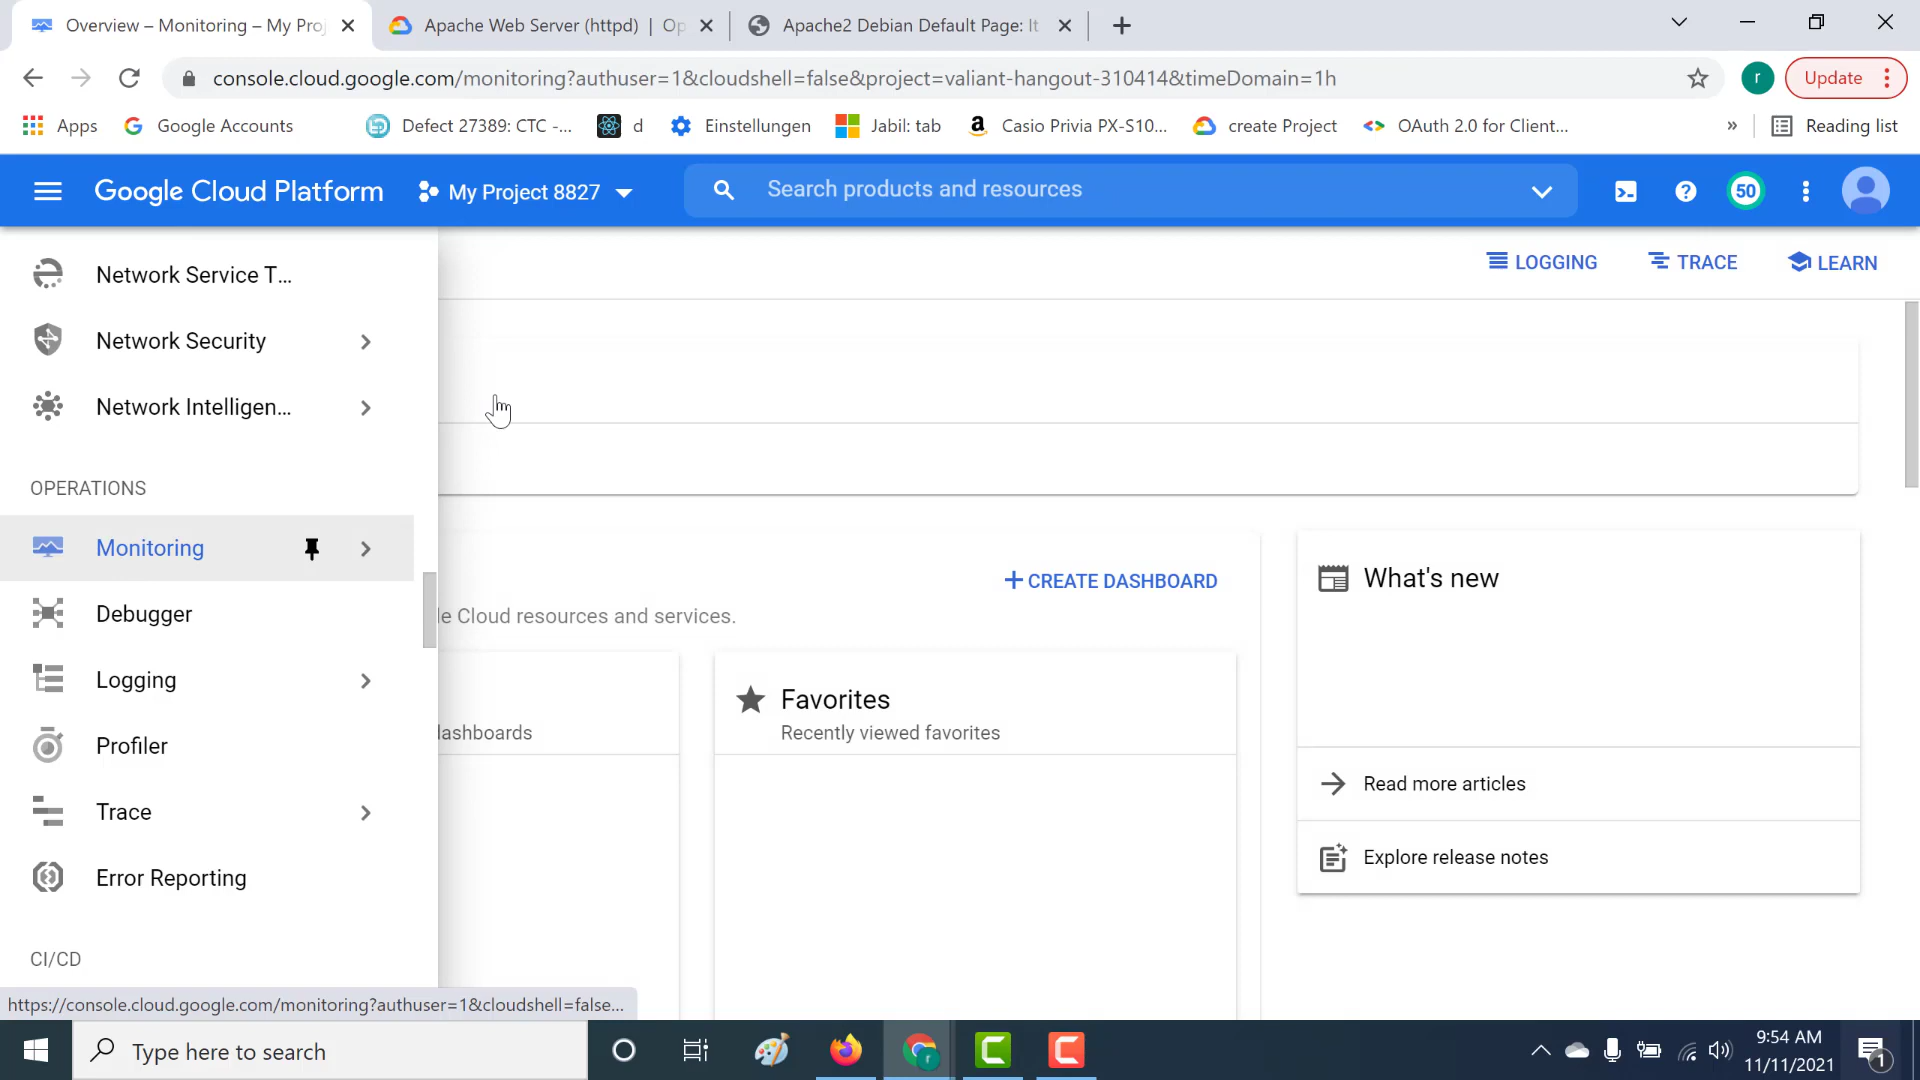 Overview – Monitoring – My Proj
Apache Web Server (httpd) | Op
Apache2 Debian Default Page: It
console.cloud.google.com/monitoring?authuser=1&cloudshell=false&project=valiant-hangout-310414&timeDomain=1h
r
Update
Apps
Google Accounts
Defect 27389: CTC -...
d
Einstellungen
Jabil: tab
Casio Privia PX-S10...
create Project
OAuth 2.0 for Client...
»
Reading list
Google Cloud Platform
My Project 8827
Search products and resources
50
Network Service T...
LOGGING
TRACE
LEARN
Network Security
Network Intelligen...
OPERATIONS
Monitoring
CREATE DASHBOARD
What's new
Debugger
le Cloud resources and services.
Logging
Favorites
lashboards
Recently viewed favorites
Profiler
Read more articles
Trace
Explore release notes
Error Reporting
CI/CD
https://console.cloud.google.com/monitoring?authuser=1&cloudshell=false...
Type here to search
r
9:54 AM
11/11/2021
1